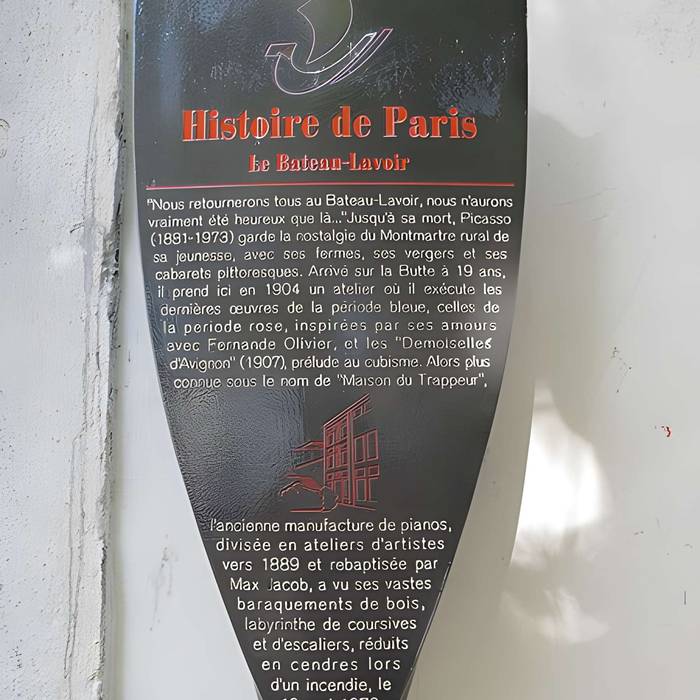 Histoire de Paris
Le Bateau-Lavoir
"Nous retournerons tous au Bateau-Lavoir, nous n'aurons
vraiment été heureux que là..."Jusqu'à sa mort, Picasso
(1881-1973) garde la nostalgie du Montmartre rural de
sa jeunesse, avec ses fermes, ses vergers et ses
cabarets pittoresques. Arrivé sur la Butte à 19 ans,
il prend ici en 1904 un atelier où il exécute les
dernières œuvres de la période bleue, celles de
la periode rose, inspirées par ses amours
avec Fernande Olivier, et les "Demoiselles
d'Avignon" (1907), prélude au cubisme. Alors plus
connue sous le nom de "Maison du Trappeur",
l'ancienne manufacture de pianos,
divisée en ateliers d'artistes
vers 1889 et rebaptisée par
Max Jacob, a vu ses vastes
baraquements de bois,
labyrinthe de coursives
et d'escaliers, réduits
en cendres lors
d'un incendie, le